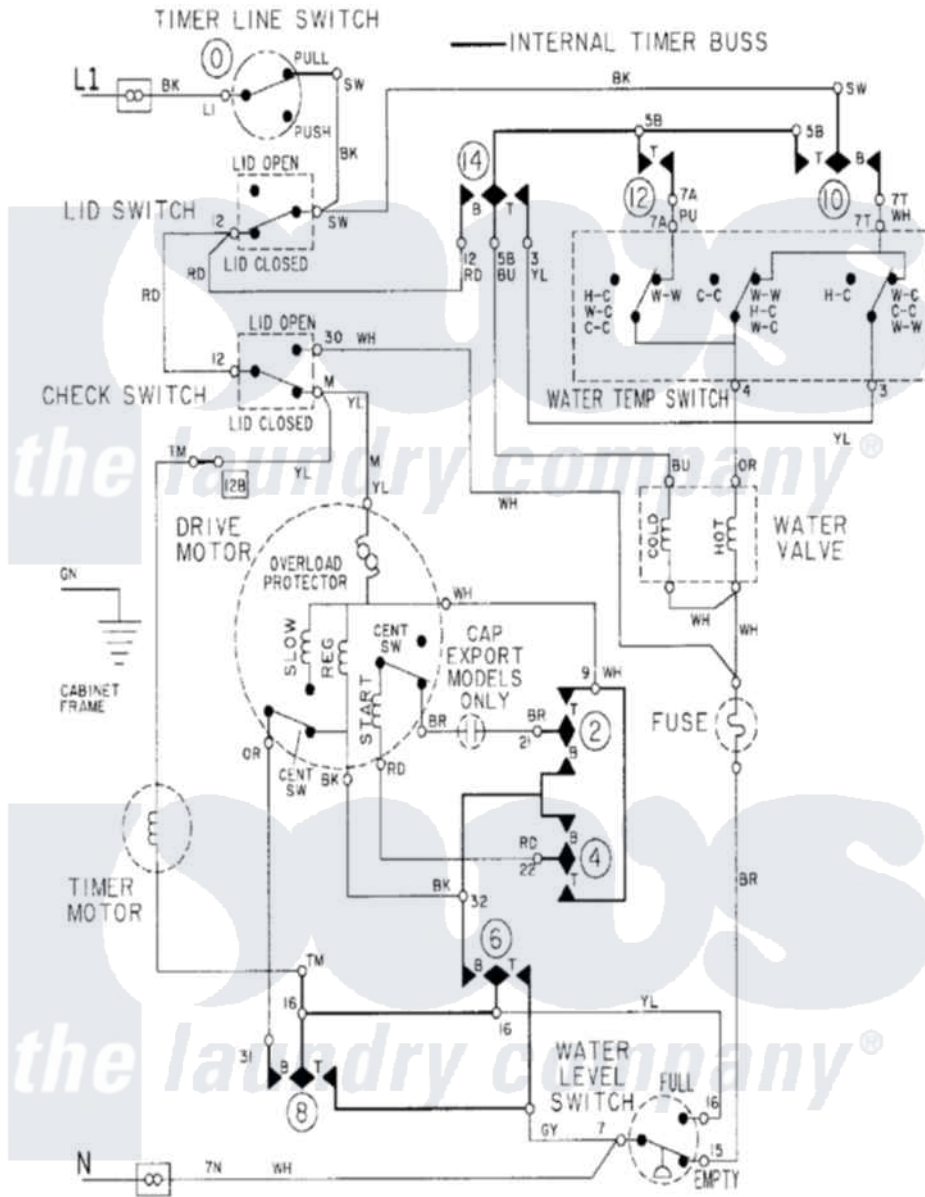 TIMER LINE SWITCH
0
INTERNAL TIMER BUSS
PULL
L1
BK
L1
SW
BK
SW
PUSH
BK
5B
5B
LID OPEN
14
T
T
B
12
10
LID SWITCH
12
SW
B
T
7A
7T
7A
PU
7T
WH
LID CLOSED
RD
12
RD
5B
BU
3
YL
RD
H-C
W-C
C-C
W-W
C-C
W-W
H-C
W-C
H-C
W-C
C-C
W-W
LID OPEN
30
WH
12
M
CHECK SWITCH
YL
WATER TEMP SWITCH
4
3
LID CLOSED
YL
the laundry company®
TM
YL
M
BU
OR
12B
YL
WH
DRIVE
MOTOR
COLD
HOT
WATER
VALVE
OVERLOAD
PROTECTOR
GN
WH
WH
WH
SLOW
REG
CENT
SW
CAP
EXPORT
MODELS
ONLY
9
WH
CABINET
FRAME
START
T
FUSE
BR
BR
21
2
OR
CENT
SW
BK
RD
B
B
RD
22
4
BR
TIMER
MOTOR
BK
32
T
6
TM
B
T
16
16
YL
31
the laundry company®
WATER
LEVEL
SWITCH
B
T
FULL
8
16
GY
7
15
N
7N
WH
EMPTY